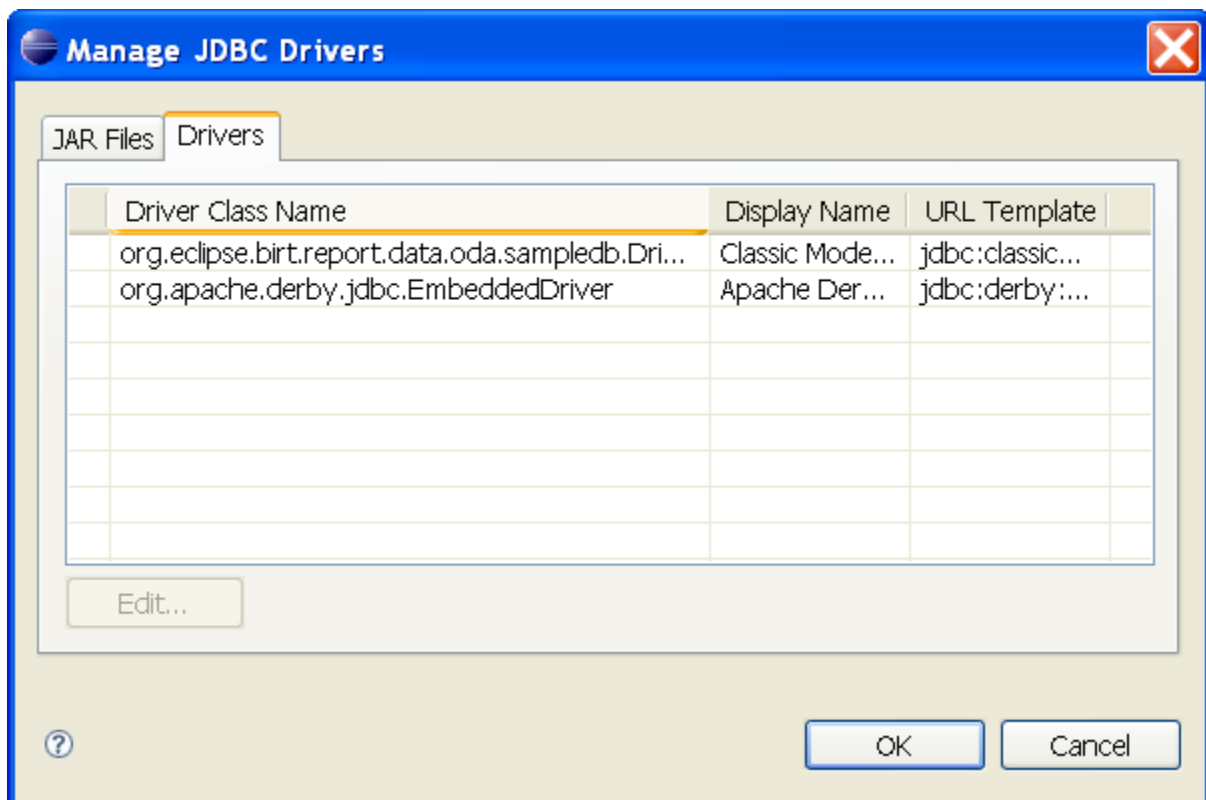 Manage JDBC Drivers
JAR Files Drivers
Driver Class Name Display Name URL Template
org.eclipse.birt.report.data.oda.sampledb.Dri... Classic Mode... jdbc:classic...
org.apache.derby.jdbc.EmbeddedDriver Apache Der... jdbc:derby:...
Edit...
? OK Cancel